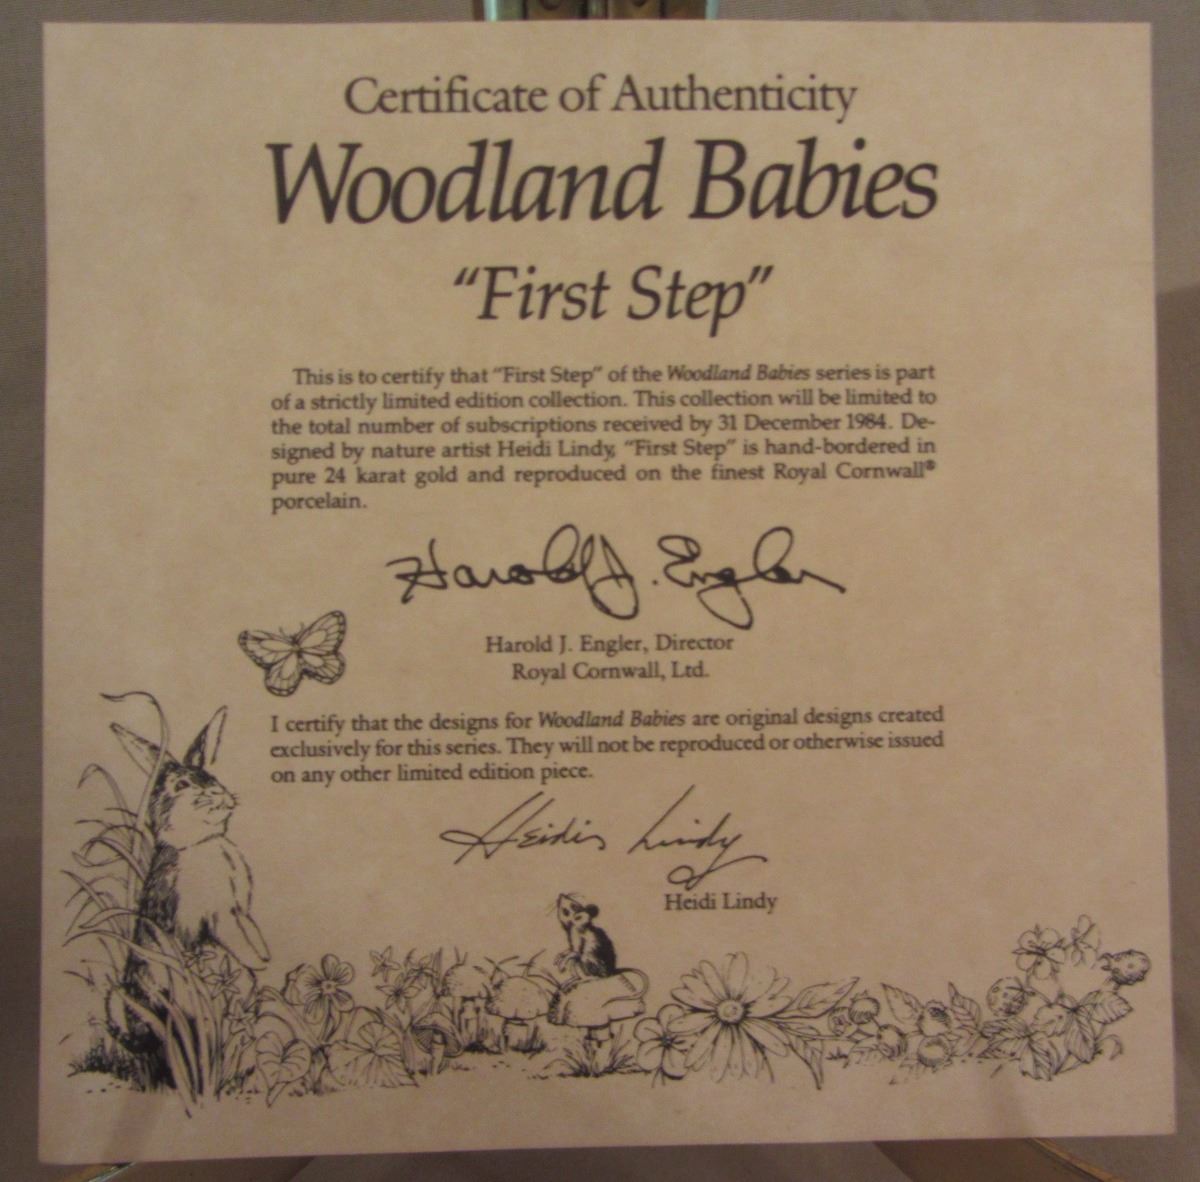 Certificate of Authenticity
Woodland Babies
“First Step”
This is to certify that “First Step” of the Woodland Babies series is part
of a strictly limited edition collection. This collection will be limited to
the total number of subscriptions received by 31 December 1984. De-
signed by nature artist Heidi Lindy, “First Step” is hand-bordered in
pure 24 karat gold and reproduced on the finest Royal Cornwall®
porcelain.
Harold J. Engler
Harold J. Engler, Director
Royal Cornwall, Ltd.
I certify that the designs for Woodland Babies are original designs created
exclusively for this series. They will not be reproduced or otherwise issued
on any other limited edition piece.
Heidi Lindy
Heidi Lindy